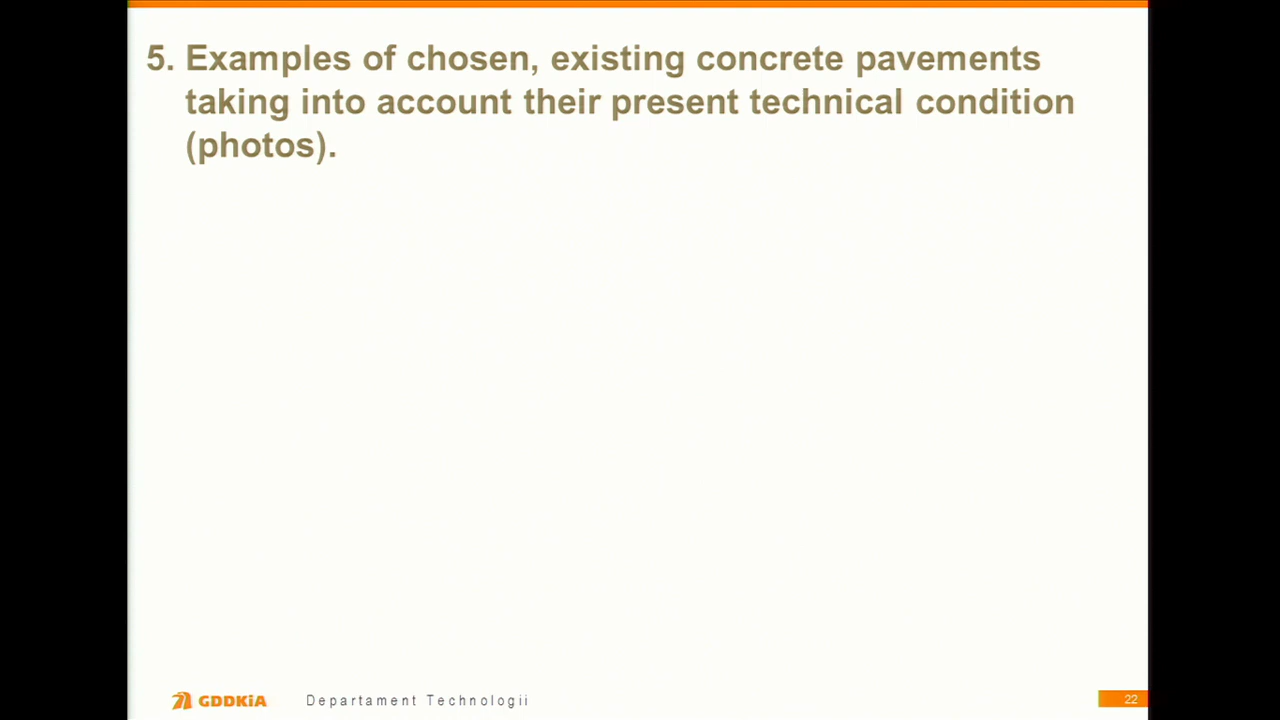 5. Examples of chosen, existing concrete pavements
taking into account their present technical condition
(photos).
GDDKiA Departament Technologii 22